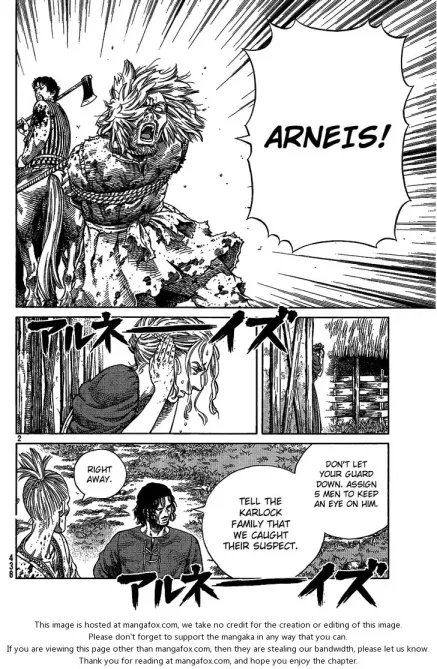 ARNEIS!
アルネーイズ
2
DON'T LET
YOUR GUARD
DOWN. ASSIGN
5 MEN TO KEEP
AN EYE ON HIM.
TELL THE
KARLOCK
FAMILY THAT
WE CAUGHT
THEIR SUSPECT.
RIGHT
AWAY.
アルネーイズ
438
This image is hosted at mangafox.com, we take no credit for the creation or editing of this image.
Please don't forget to support the mangaka in any way that you can.
If you are viewing this page other than mangafox.com, then they are stealing our bandwidth, please let us know.
Thank you for reading at mangafox.com, and hope you enjoy the chapter.